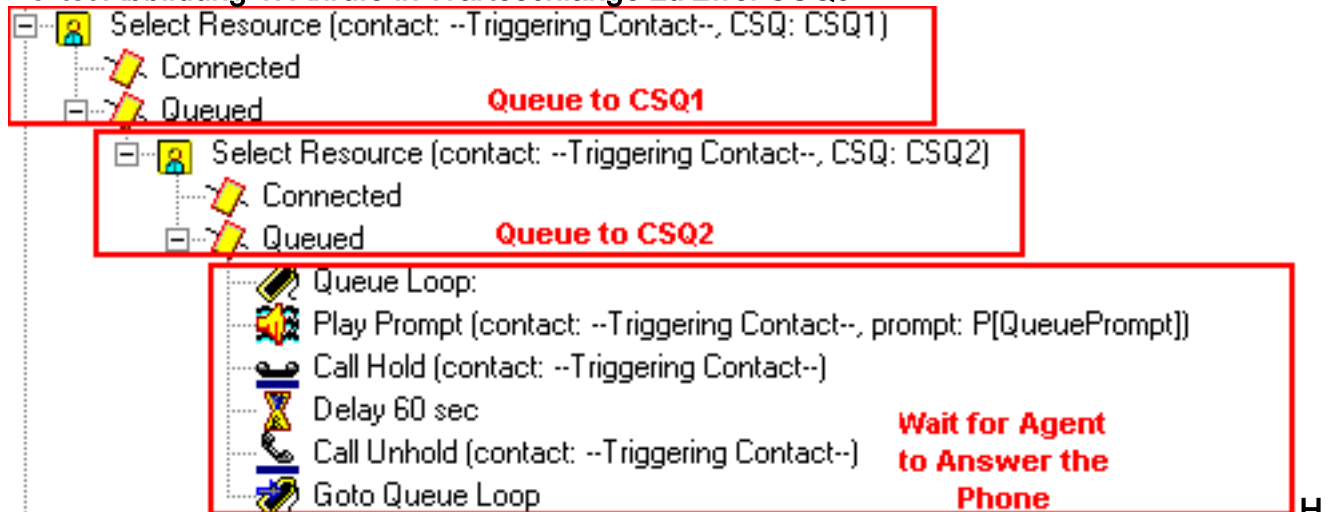 Select Resource (contact: --Triggering Contact--, CSQ: CSQ1)
Connected
Queued
Queue to CSQ1
Select Resource (contact: --Triggering Contact--, CSQ: CSQ2)
Connected
Queued
Queue to CSQ2
Queue Loop:
Play Prompt (contact: --Triggering Contact--, prompt: P[QueuePrompt])
Call Hold (contact: --Triggering Contact--)
Delay 60 sec
Call Unhold (contact: --Triggering Contact--)
Goto Queue Loop
Wait for Agent
to Answer the
Phone
H